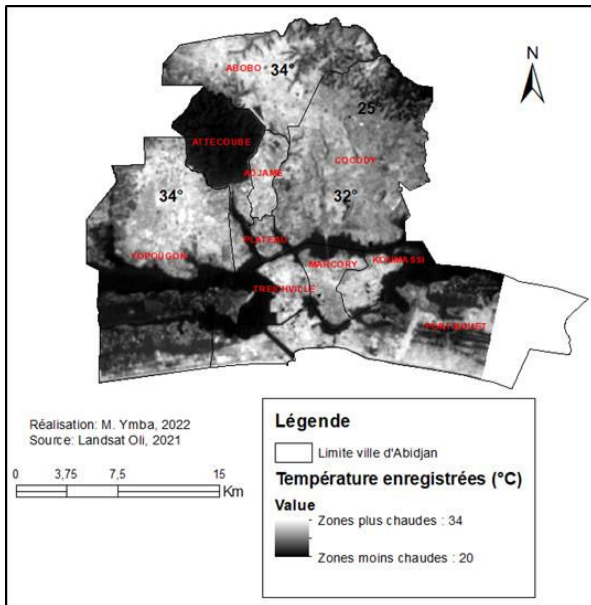 N
ABOBO
34°
25°
ATTECOUBE
COCODY
ADJAME
34°
32°
PLATEAU
YOPOUGON
MARCORY
KOUMASSI
TREICHVILLE
PORT-BOUET
Réalisation: M. Ymba, 2022
Source: Landsat Oli, 2021
0 3,75 7,5 15
Km
Légende
Limite ville d'Abidjan
Température enregistrées (°C)
Value
Zones plus chaudes : 34
Zones moins chaudes : 20